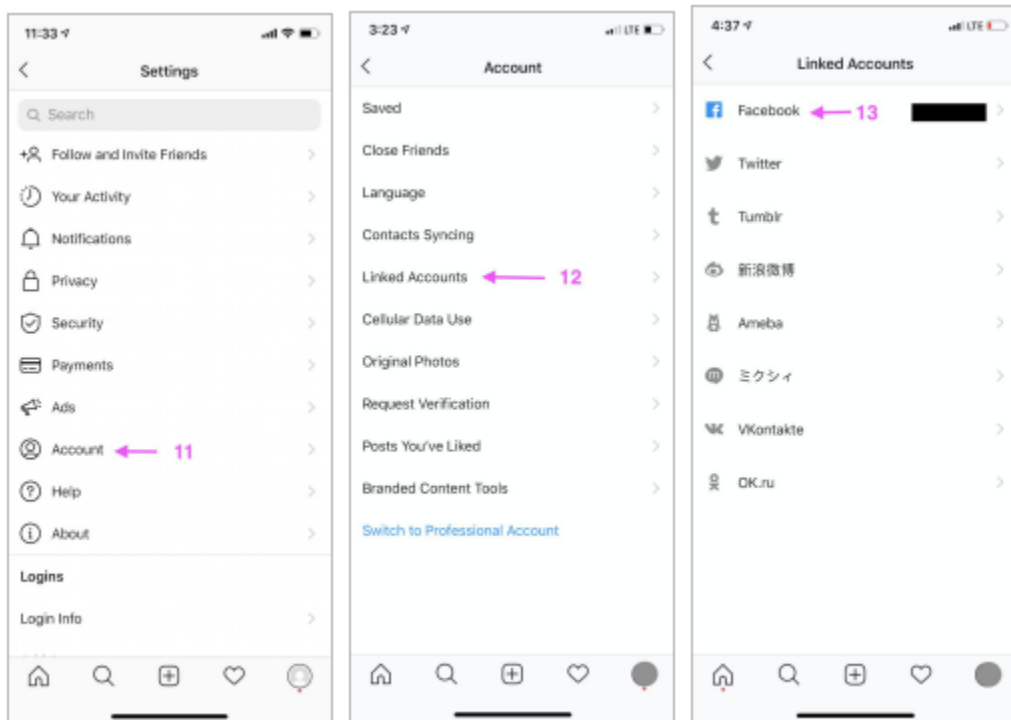 11:33
Settings
Search
Follow and Invite Friends
Your Activity
Notifications
Privacy
Security
Payments
Ads
Account 11
Help
About
Logins
Login Info
3:23 LTE
Account
Saved
Close Friends
Language
Contacts Syncing
Linked Accounts 12
Cellular Data Use
Original Photos
Request Verification
Posts You've Liked
Branded Content Tools
Switch to Professional Account
4:37 LTE
Linked Accounts
Facebook 13
Twitter
Tumblr
新浪微博
Ameba
ミクシィ
VKontakte
OK.ru